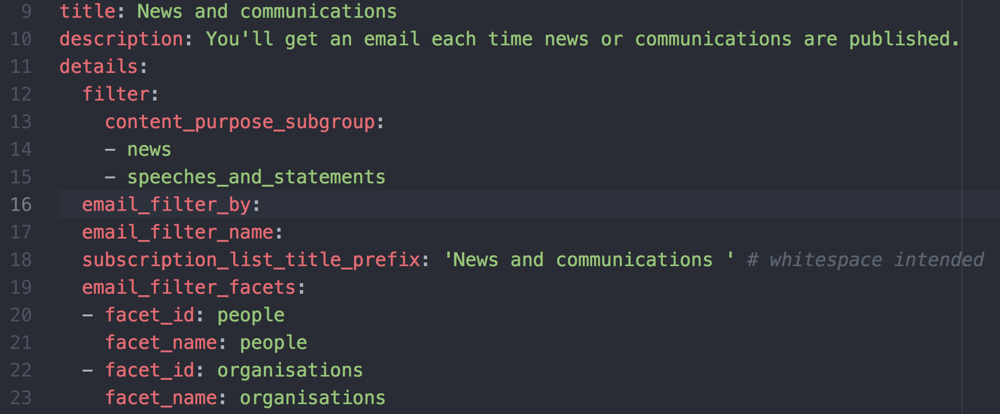 9 title: News and communications
10 description: You'll get an email each time news or communications are published.
11 details:
12   filter:
13     content_purpose_subgroup:
14     - news
15     - speeches_and_statements
16   email_filter_by:
17   email_filter_name:
18   subscription_list_title_prefix: 'News and communications ' # whitespace intended
19   email_filter_facets:
20   - facet_id: people
21     facet_name: people
22   - facet_id: organisations
23     facet_name: organisations